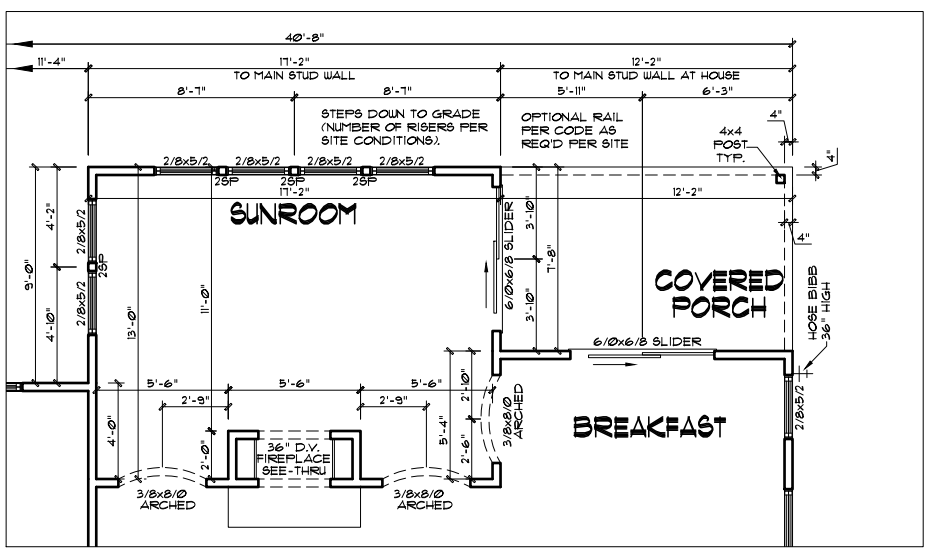 40'-8"
11'-4"
17'-2"
12'-2"
TO MAIN STUD WALL
TO MAIN STUD WALL AT HOUSE
8'-7"
8'-7"
5'-11"
6'-3"
STEPS DOWN TO GRADE
(NUMBER OF RISERS PER
SITE CONDITIONS).
OPTIONAL RAIL
PER CODE AS
REQ'D PER SITE
4"
4x4
POST
TYP.
4"
2/8x5/2
2/8x5/2
2/8x5/2
2/8x5/2
2SP
2SP
2SP
17'-2"
12'-2"
SUNROOM
4'-2"
2/8x5/2
9'-0"
2SP
4'-10"
2/8x5/2
13'-0"
11'-0"
6/0x6/8 SLIDER
3'-10"
7'-8"
3'-10"
4"
COVERED
PORCH
HOSE BIBB
36" HIGH
6/0x6/8 SLIDER
5'-6"
5'-6"
5'-6"
2'-9"
2'-9"
4'-0"
2'-0"
5'-4"
2'-10"
2'-6"
3/8x8/0
ARCHED
BREAKFAST
2/8x5/2
36" D.V.
FIREPLACE
SEE-THRU
3/8x8/0
ARCHED
3/8x8/0
ARCHED